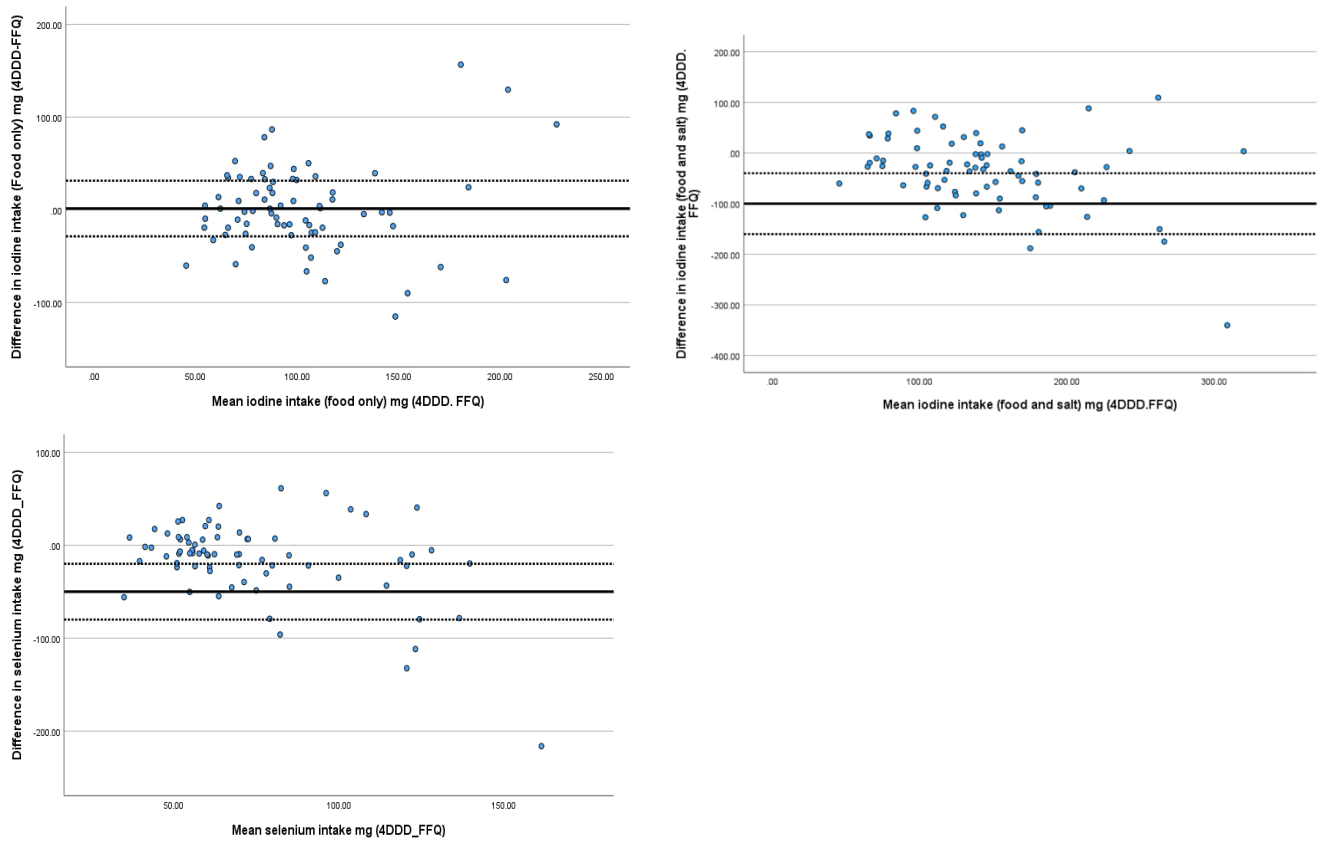 Difference in iodine intake (Food only) mg (4DDD-FFQ)
200.00
100.00
.00
-100.00
.00 50.00 100.00 150.00 200.00 250.00
Mean iodine intake (food only) mg (4DDD. FFQ)
Difference in iodine intake (food and salt) mg (4DDD.
FFQ)
200.00
100.00
.00
-100.00
-200.00
-300.00
-400.00
.00 100.00 200.00 300.00
Mean iodine intake (food and salt) mg (4DDD.FFQ)
Difference in selenium intake mg (4DDD_FFQ)
100.00
.00
-100.00
-200.00
50.00 100.00 150.00
Mean selenium intake mg (4DDD_FFQ)